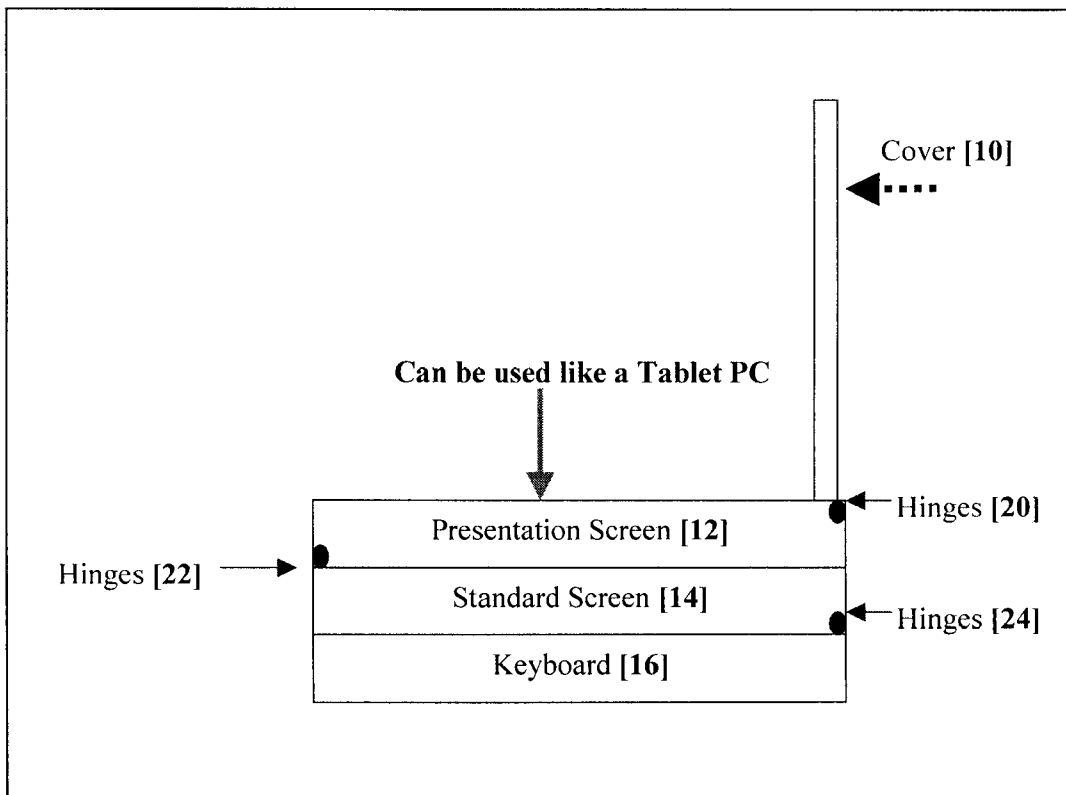 Cover [10]
Can be used like a Tablet PC
Presentation Screen [12]
Hinges [20]
Hinges [22]
Standard Screen [14]
Hinges [24]
Keyboard [16]